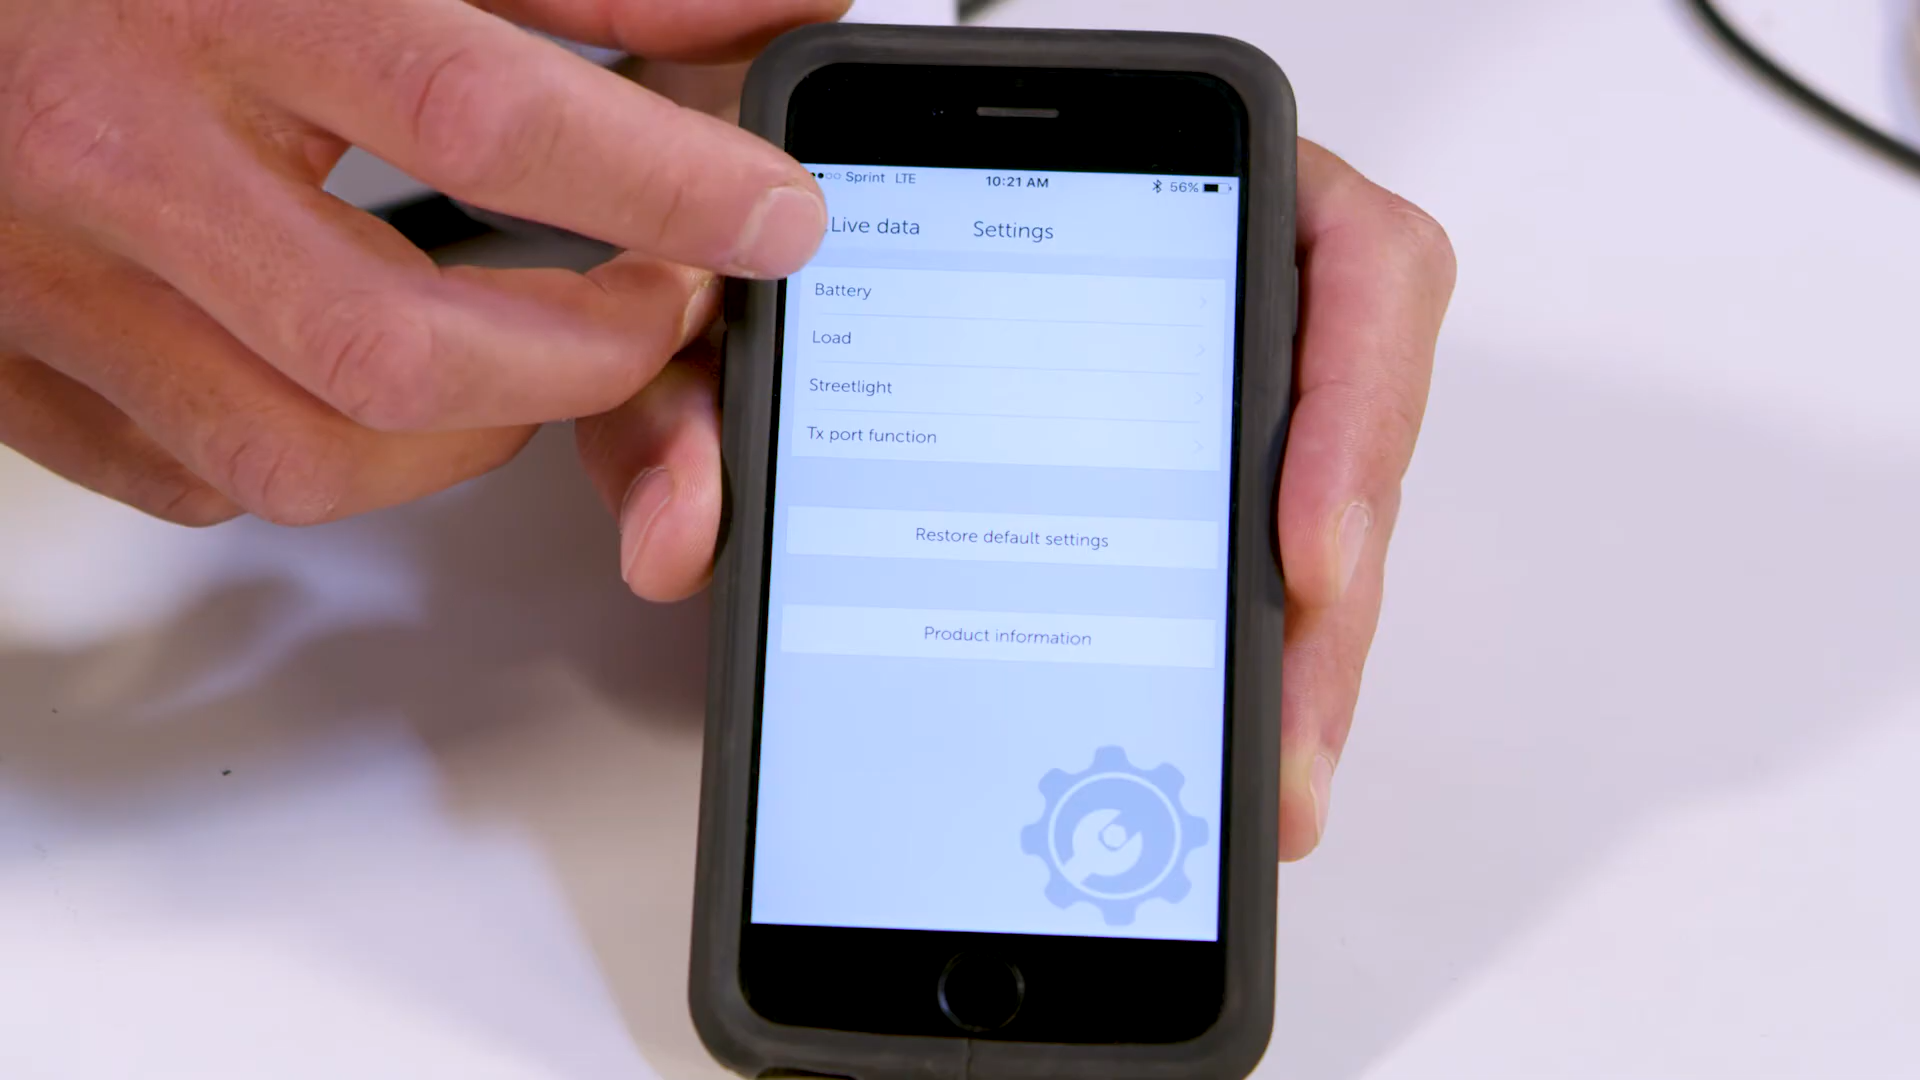 Sprint LTE 10:21 AM 56%
Live data Settings
Battery
Load
Streetlight
Tx port function
Restore default settings
Product information